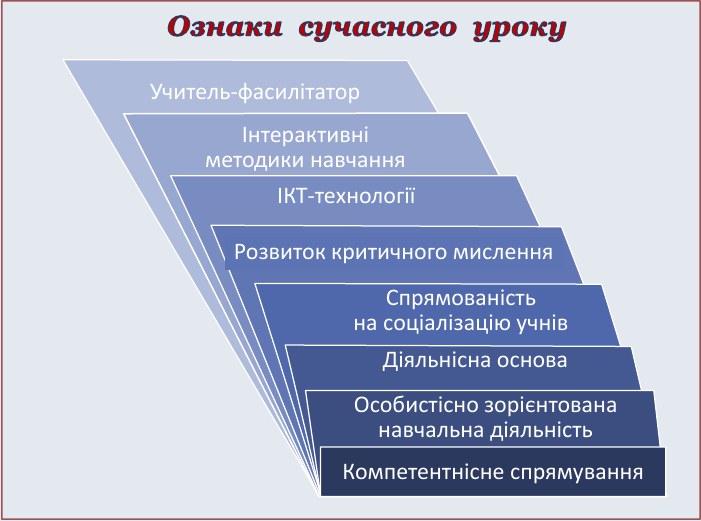 Ознаки сучасного уроку
Учитель-фасилітатор
Інтерактивні
методики навчання
ІКТ-технології
Розвиток критичного мислення
Спрямованість
на соціалізацію учнів
Діяльнісна основа
Особистісно зорієнтована
навчальна діяльність
Компетентнісне спрямування